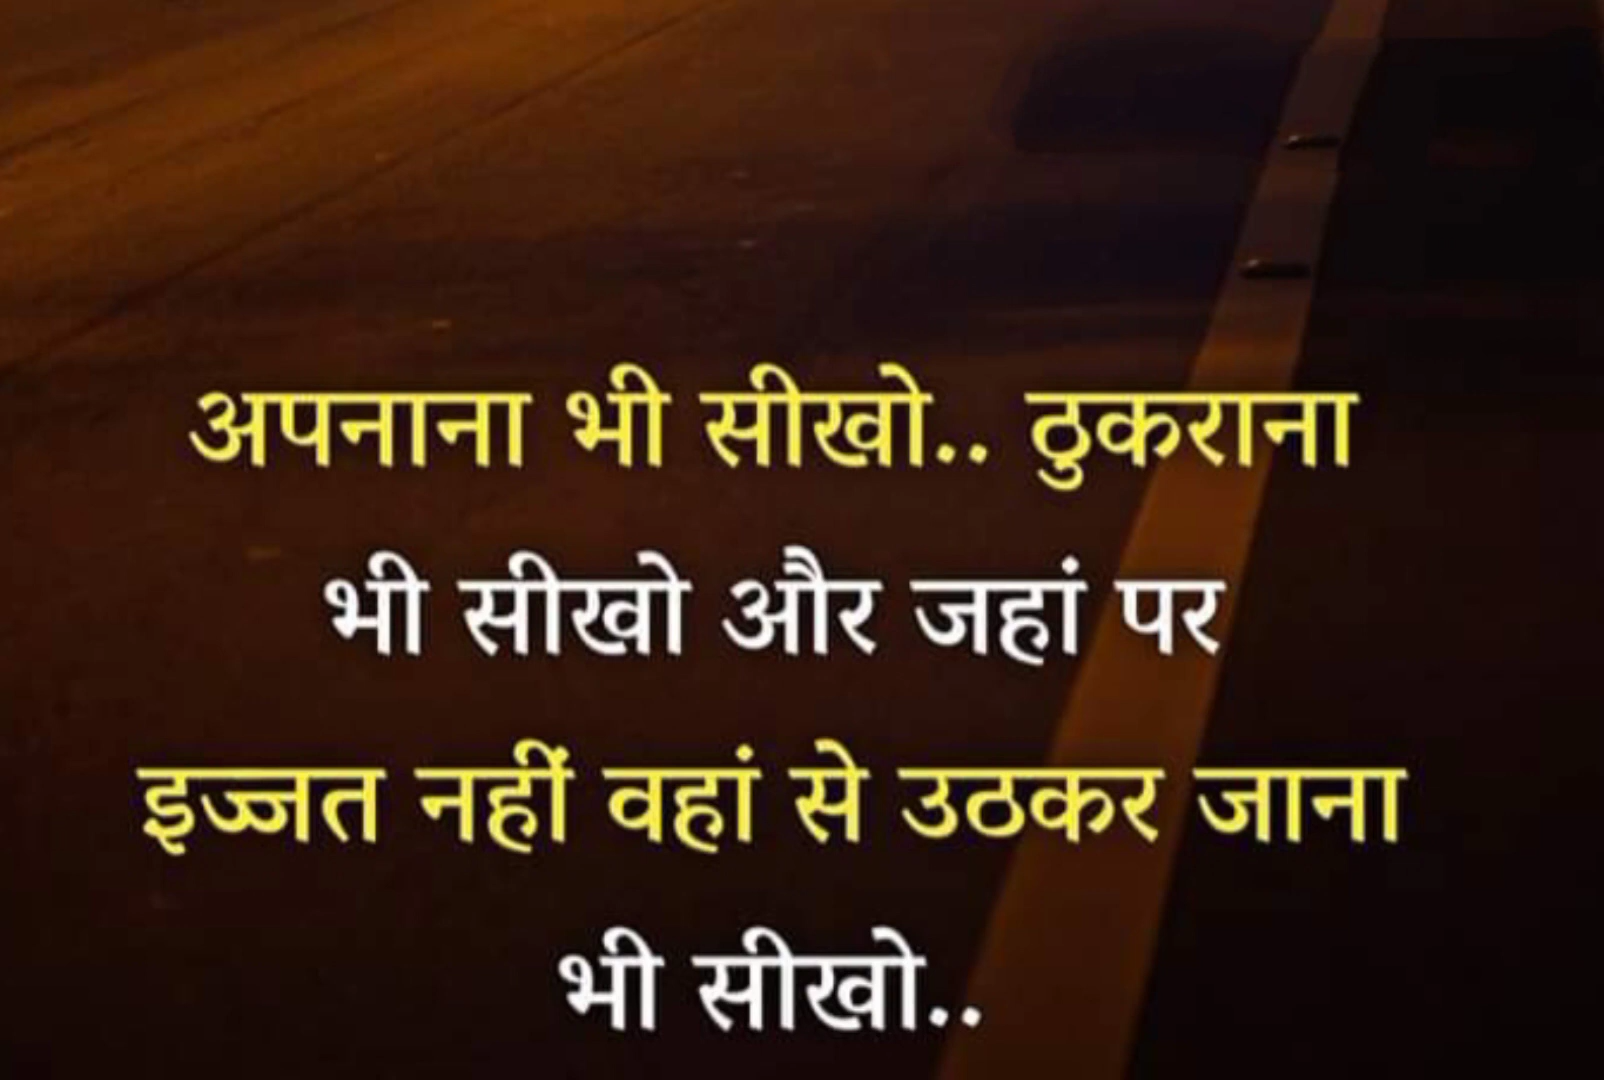 अपनाना भी सीखो.. ठुकराना
भी सीखो और जहां पर
इज्जत नहीं वहां से उठकर जाना
भी सीखो..